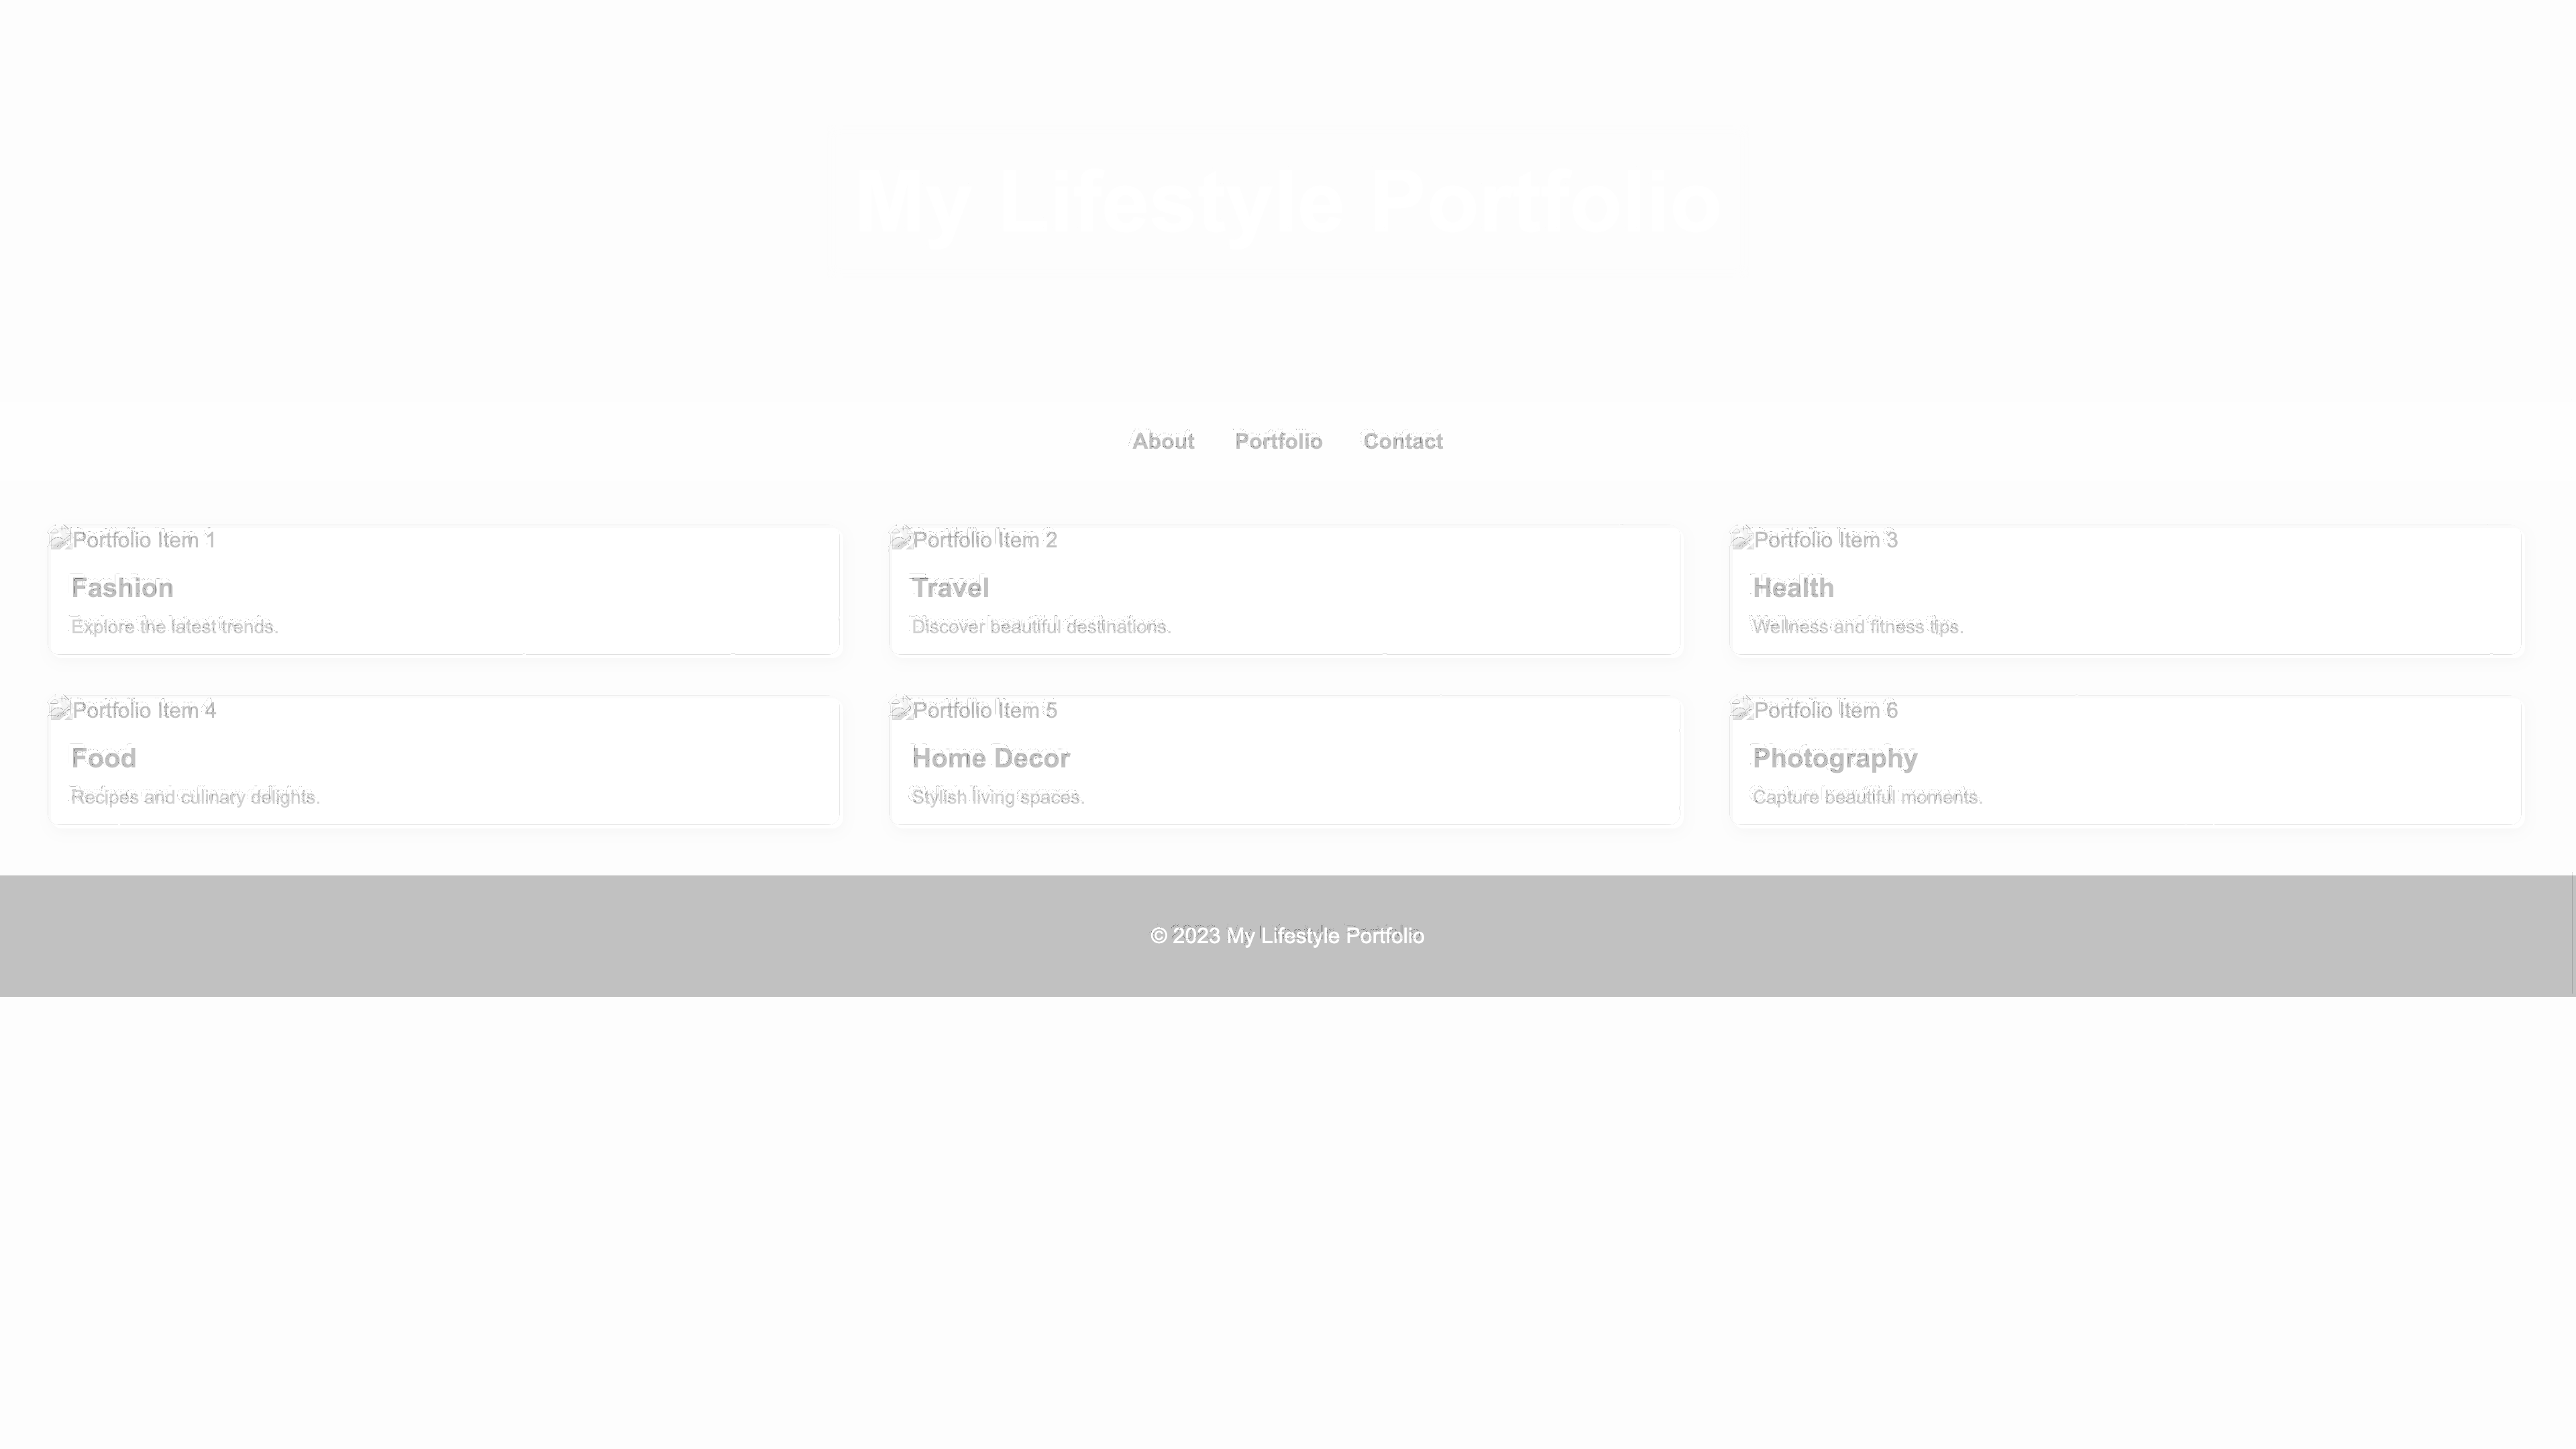 My Lifestyle Portfolio
About Portfolio Contact
Portfolio Item 1
Fashion
Explore the latest trends.
Portfolio Item 2
Travel
Discover beautiful destinations.
Portfolio Item 3
Health
Wellness and fitness tips.
Portfolio Item 4
Food
Recipes and culinary delights.
Portfolio Item 5
Home Decor
Stylish living spaces.
Portfolio Item 6
Photography
Capture beautiful moments.
© 2023 My Lifestyle Portfolio